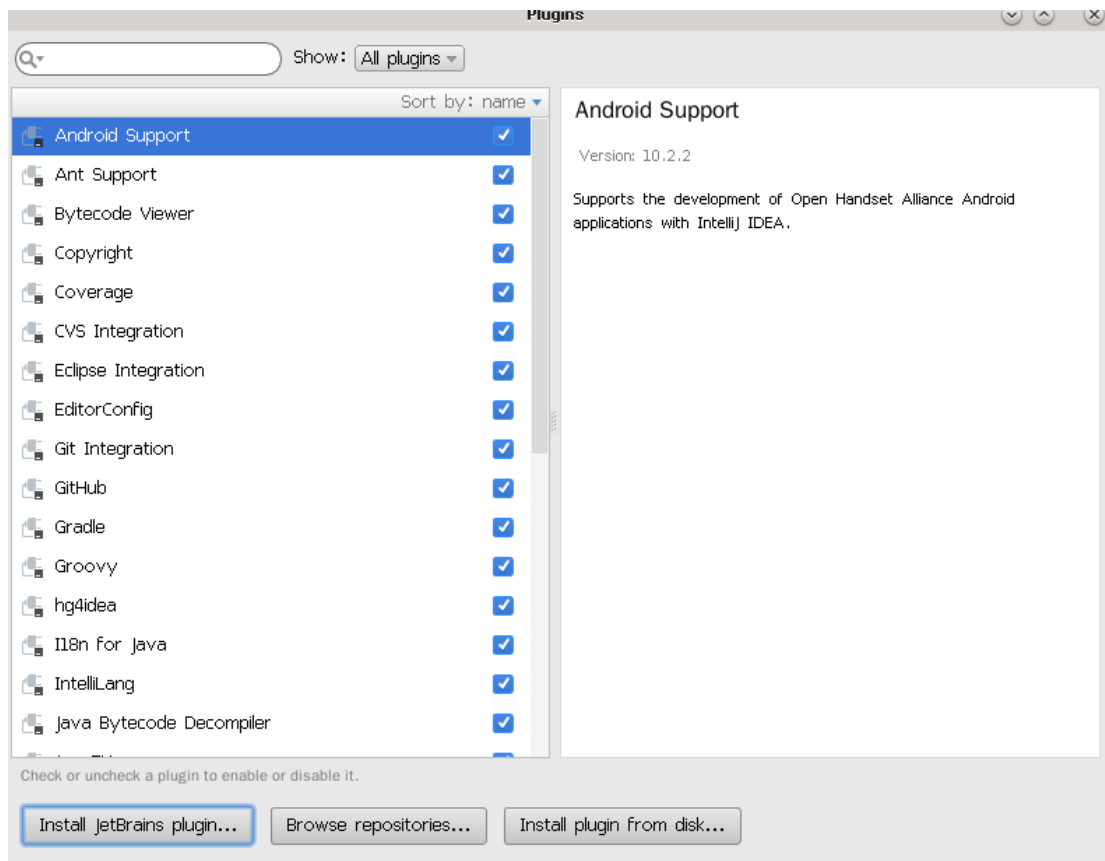 Plugins
Show: All plugins
Sort by: name
Android Support
Ant Support
Bytecode Viewer
Copyright
Coverage
CVS Integration
Eclipse Integration
EditorConfig
Git Integration
GitHub
Gradle
Groovy
hg4idea
I18n for Java
IntelliLang
Java Bytecode Decompiler
Android Support
Version: 10.2.2
Supports the development of Open Handset Alliance Android
applications with IntelliJ IDEA.
Check or uncheck a plugin to enable or disable it.
Install JetBrains plugin...
Browse repositories...
Install plugin from disk...